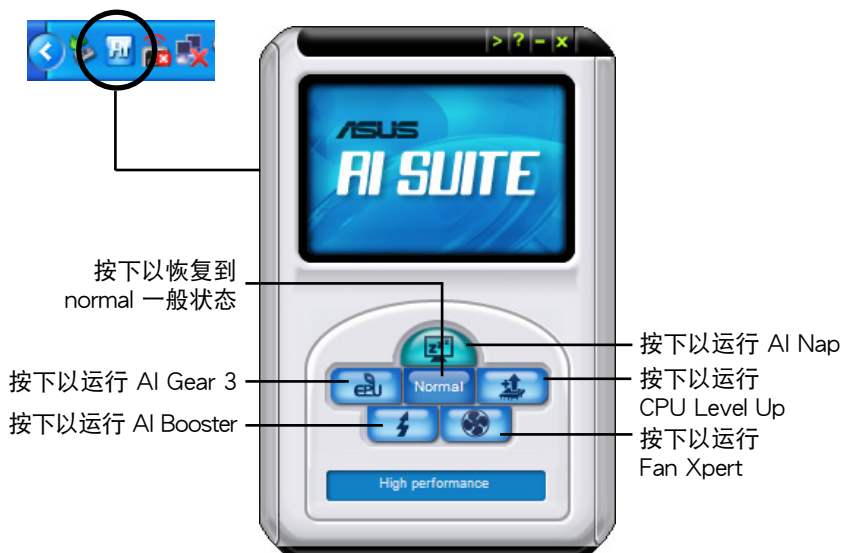 > ? - x
ASUS
AI SUITE
按下以恢复到
normal 一般状态
按下以运行 AI Nap
按下以运行 AI Gear 3
EPU
Normal
按下以运行
CPU Level Up
按下以运行 AI Booster
按下以运行
Fan Xpert
High performance